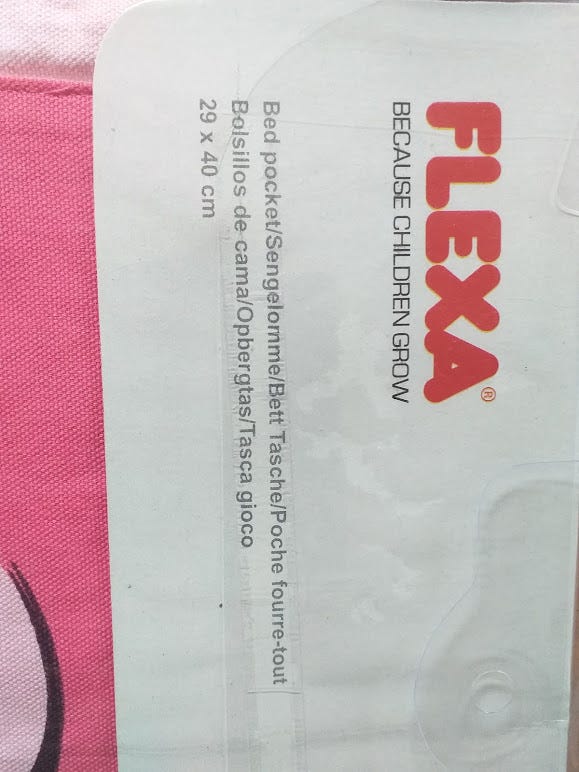 FLEXA®
BECAUSE CHILDREN GROW
Bed pocket/Sengelomme/Bett Tasche/Poche fourre-tout
Bolsillos de cama/Opbergtas/Tasca gioco
29 x 40 cm